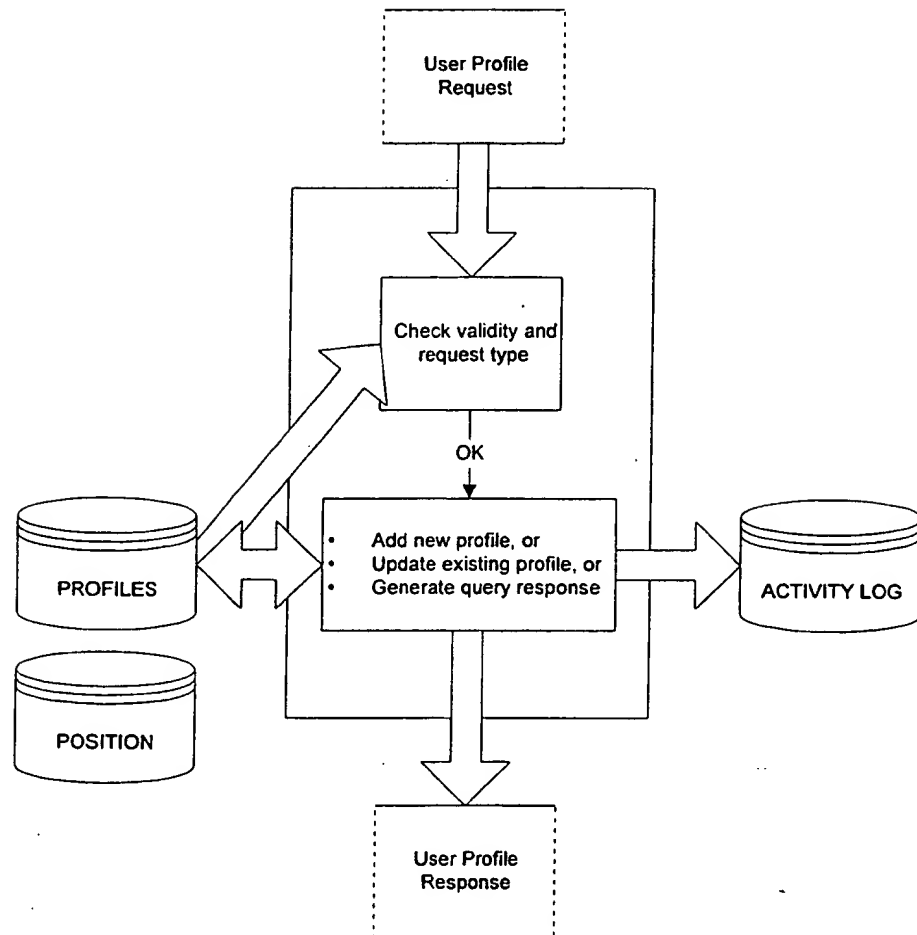 User Profile
Request
Check validity and
request type
OK
PROFILES
• Add new profile, or
• Update existing profile, or
• Generate query response
ACTIVITY LOG
POSITION
User Profile
Response